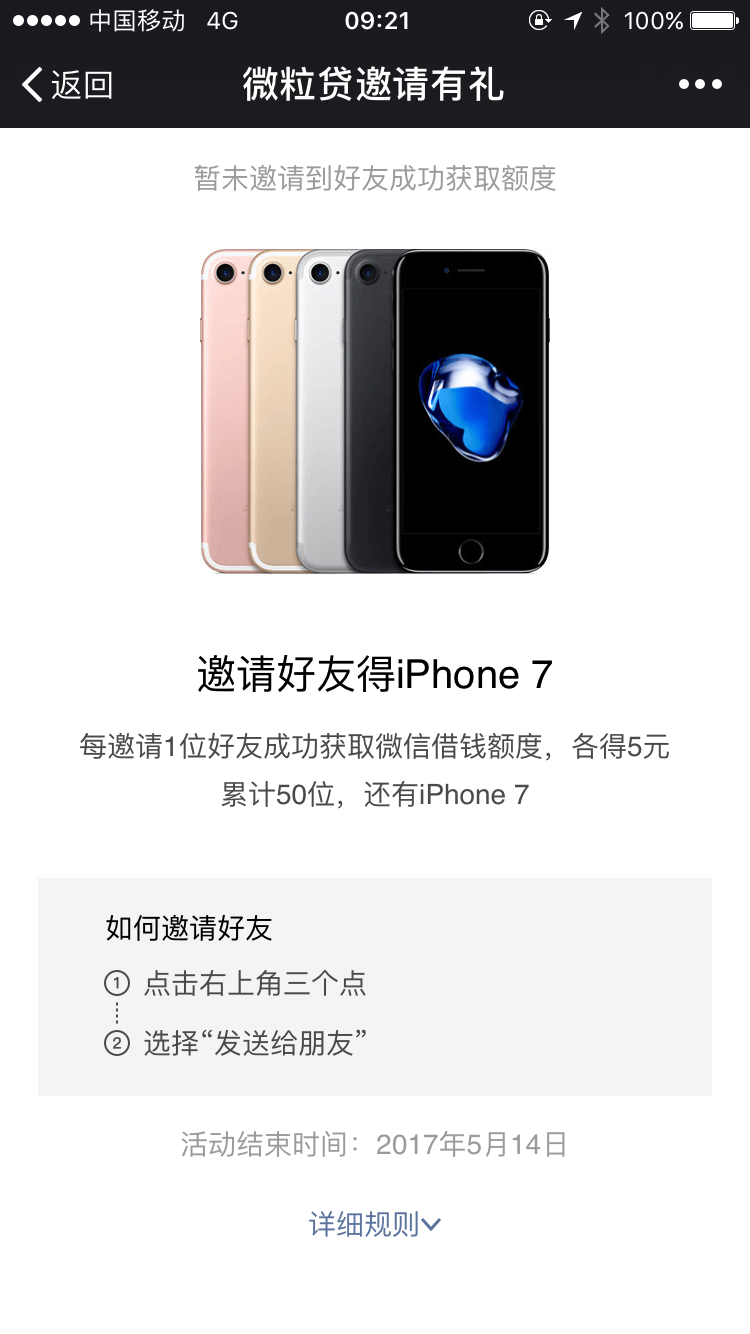 中国移动 4G 09:21 100%
返回 微粒贷邀请有礼
暂未邀请到好友成功获取额度
邀请好友得iPhone 7
每邀请1位好友成功获取微信借钱额度，各得5元
累计50位，还有iPhone 7
如何邀请好友
1 点击右上角三个点
2 选择“发送给朋友”
活动结束时间：2017年5月14日
详细规则